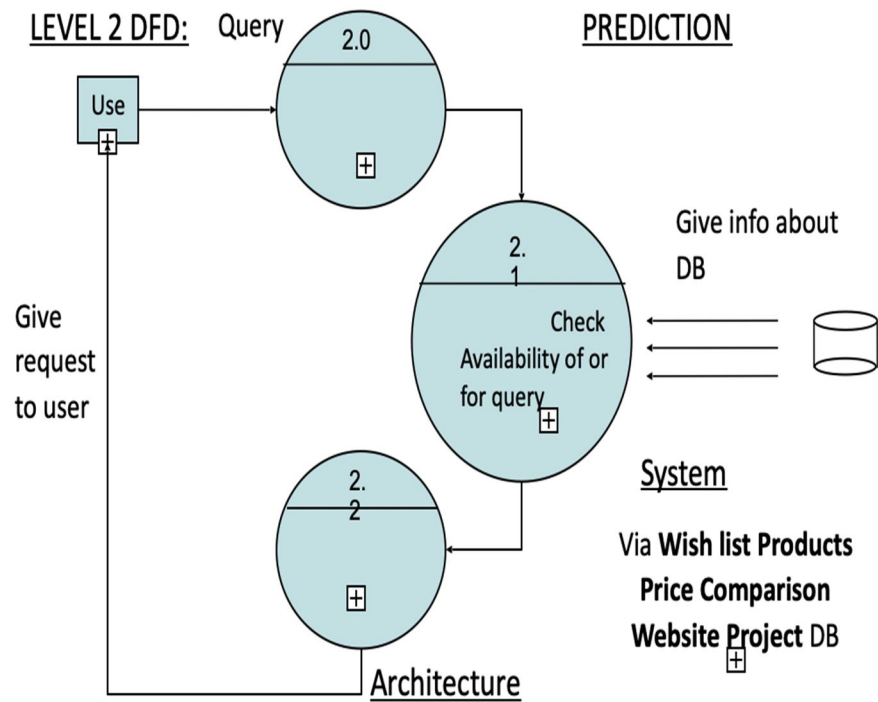 LEVEL 2 DFD:
Query
PREDICTION
2.0
Use
Give info about
DB
2.
1
Check
Availability of or
for query
Give
request
to user
2.
2
System
Via Wish list Products
Price Comparison
Website Project DB
Architecture